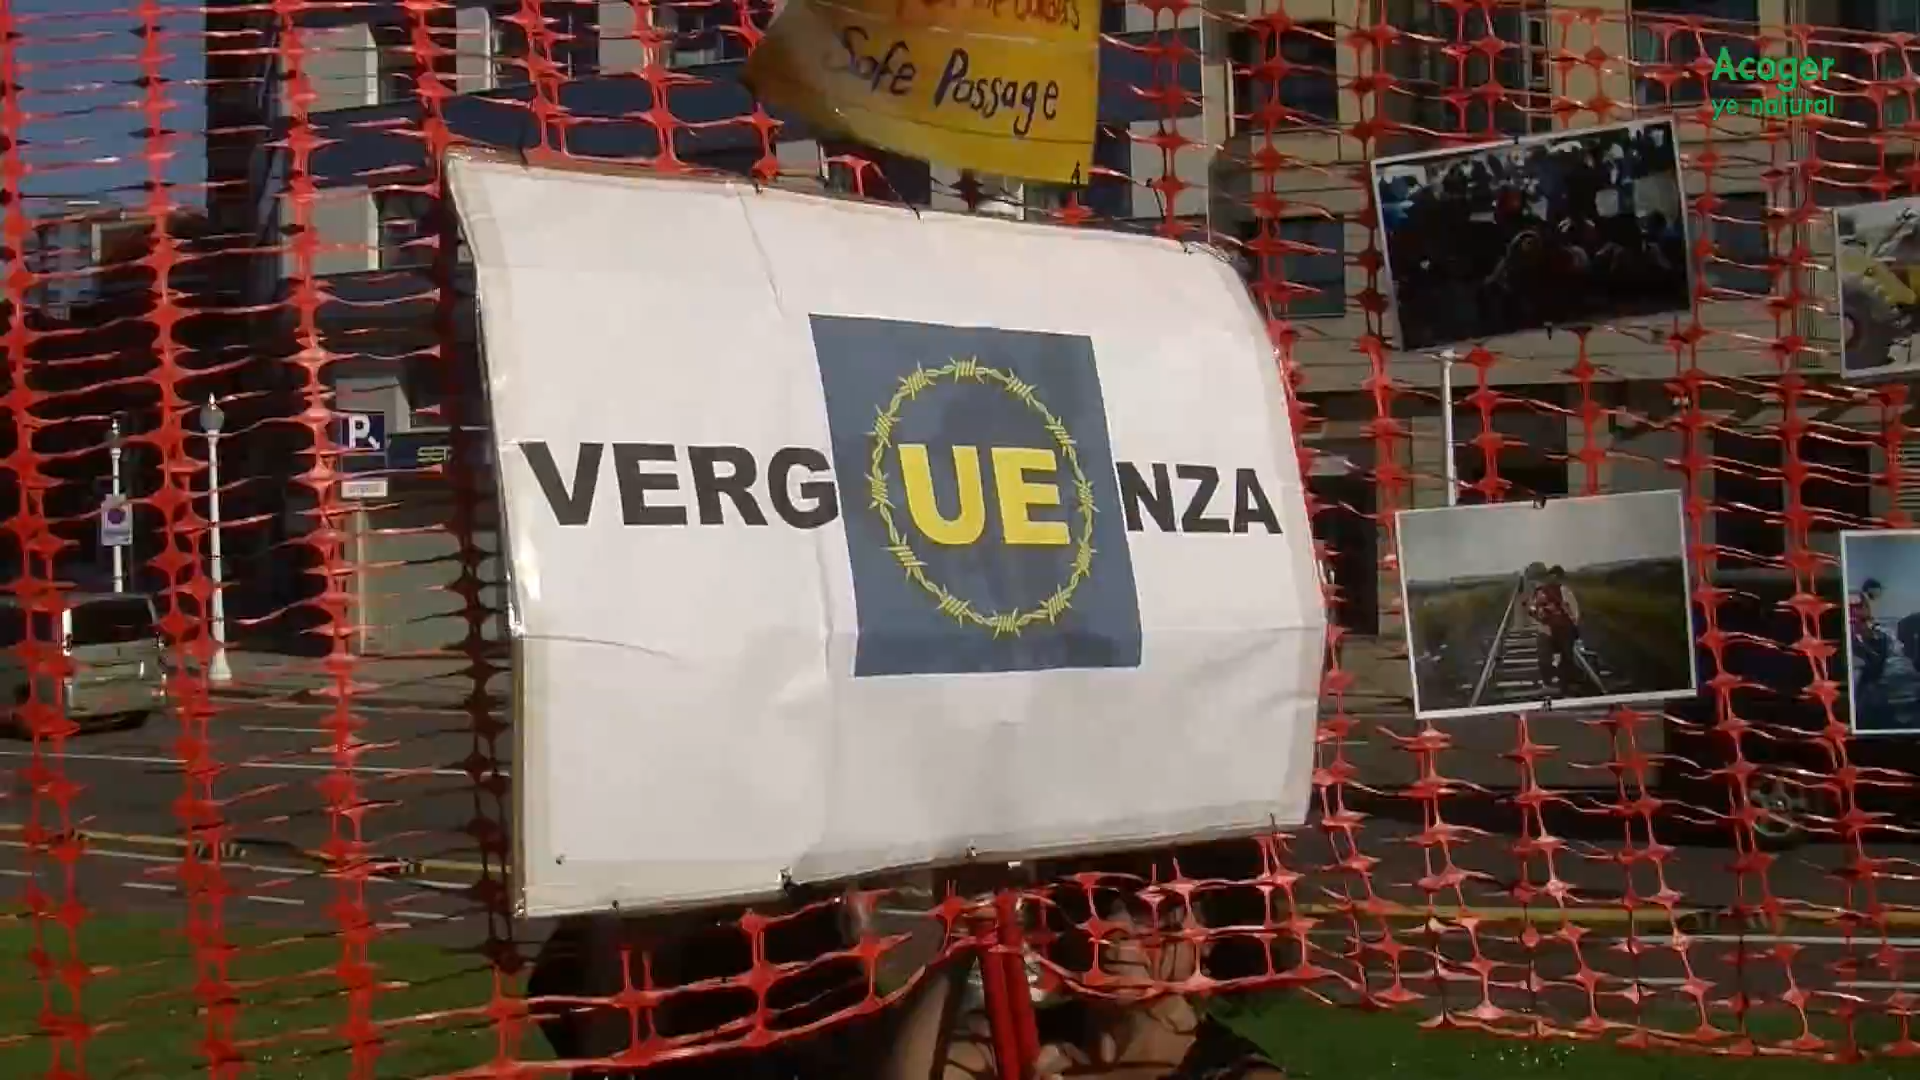 Safe Passage
Acoger
ye natural
VERGUENZA
P